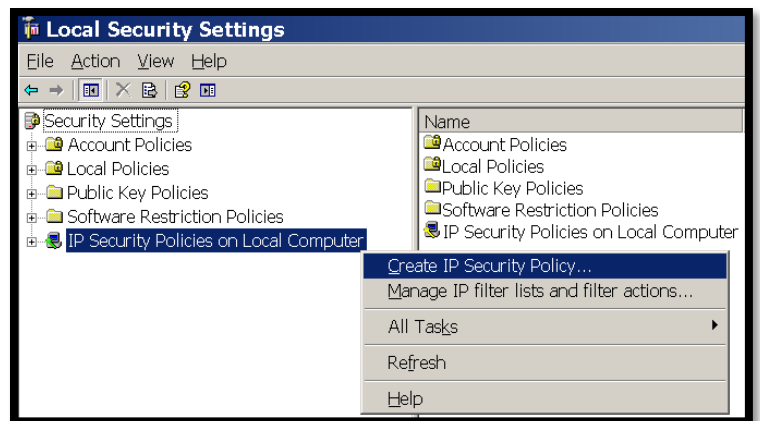 Local Security Settings
File Action View Help
Security Settings
Account Policies
Local Policies
Public Key Policies
Software Restriction Policies
IP Security Policies on Local Computer
Name
Account Policies
Local Policies
Public Key Policies
Software Restriction Policies
IP Security Policies on Local Computer
Create IP Security Policy...
Manage IP filter lists and filter actions...
All Tasks
Refresh
Help